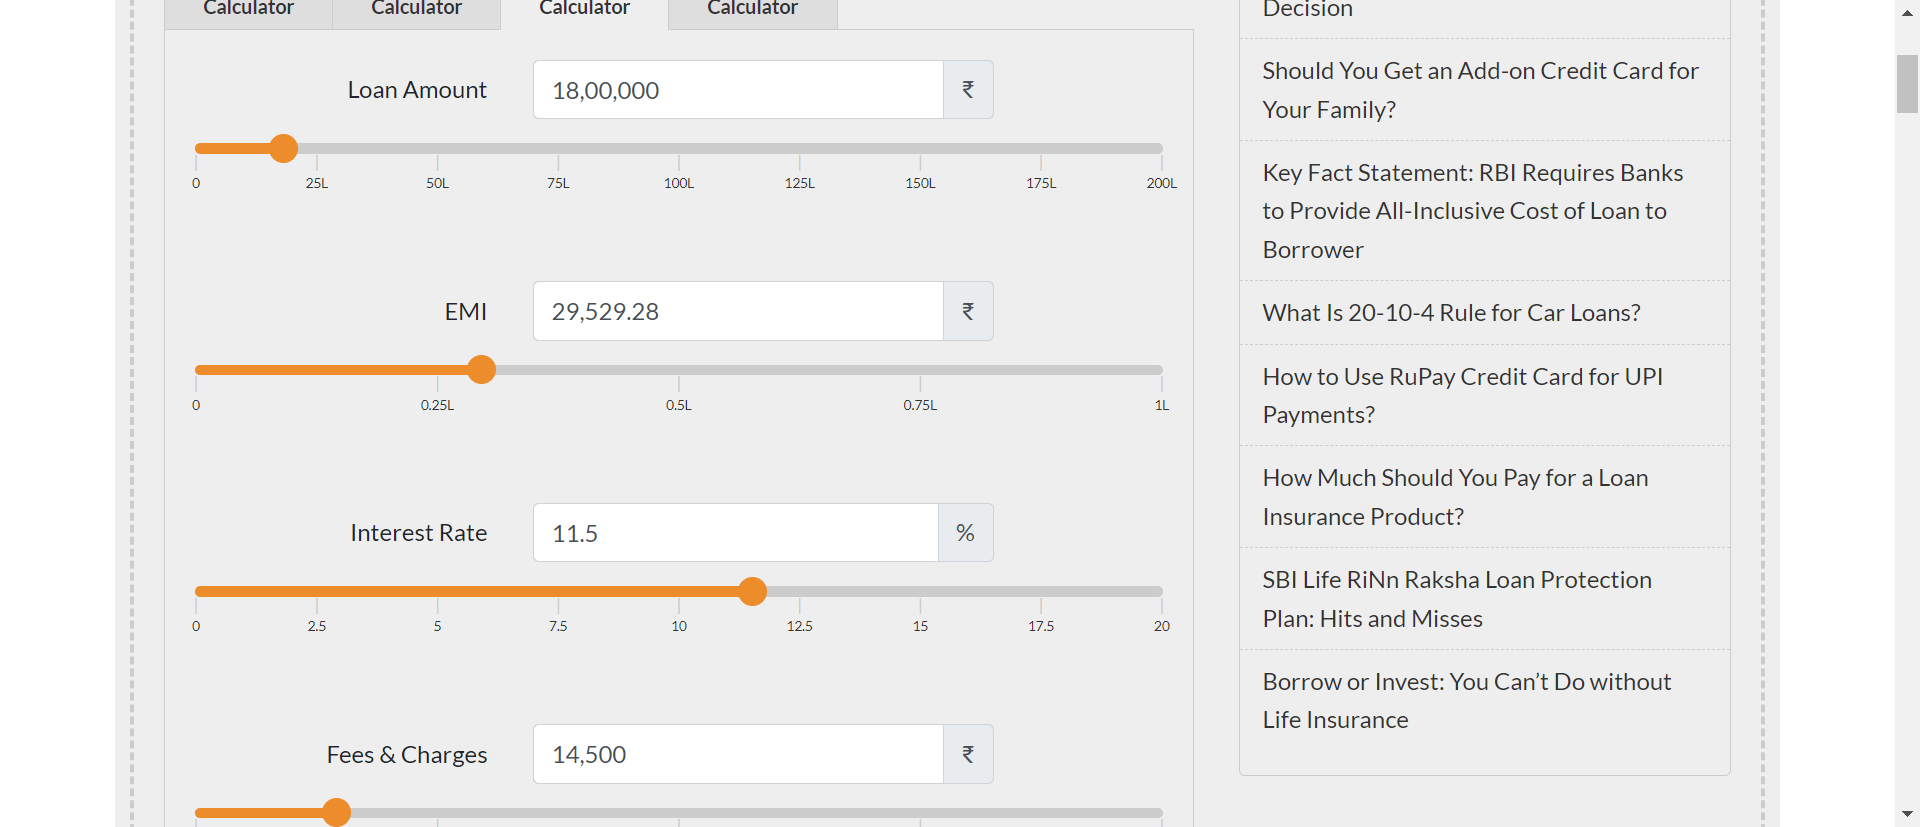 Calculator
Calculator
Calculator
Calculator
Loan Amount
18,00,000
₹
0
25L
50L
75L
100L
125L
150L
175L
200L
EMI
29,529.28
₹
0
0.25L
0.5L
0.75L
1L
Interest Rate
11.5
%
0
2.5
5
7.5
10
12.5
15
17.5
20
Fees & Charges
14,500
₹
Decision
Should You Get an Add-on Credit Card for
Your Family?
Key Fact Statement: RBI Requires Banks
to Provide All-Inclusive Cost of Loan to
Borrower
What Is 20-10-4 Rule for Car Loans?
How to Use RuPay Credit Card for UPI
Payments?
How Much Should You Pay for a Loan
Insurance Product?
SBI Life RiNn Raksha Loan Protection
Plan: Hits and Misses
Borrow or Invest: You Can’t Do without
Life Insurance